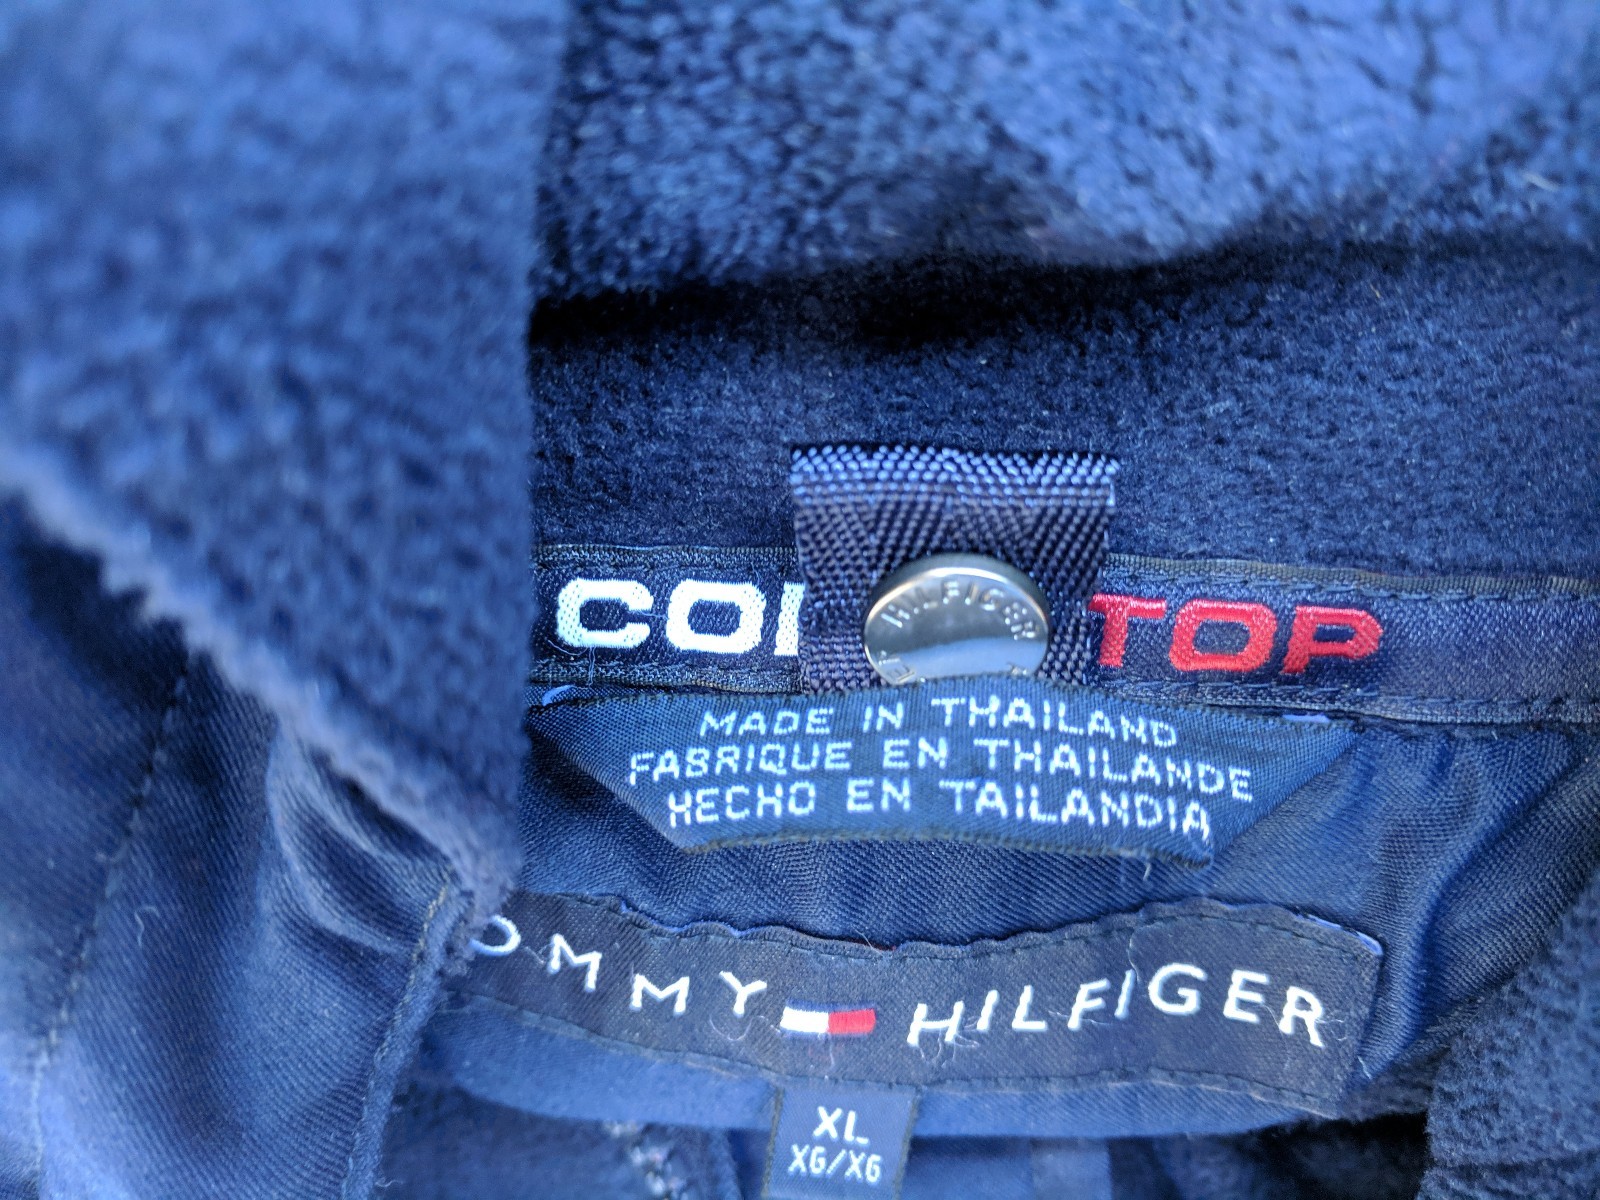 HILFIGER
TOP
MADE IN THAILAND
FABRIQUE EN THAILANDE
HECHO EN TAILANDIA
OMMY HILFIGER
XL
XG/XG